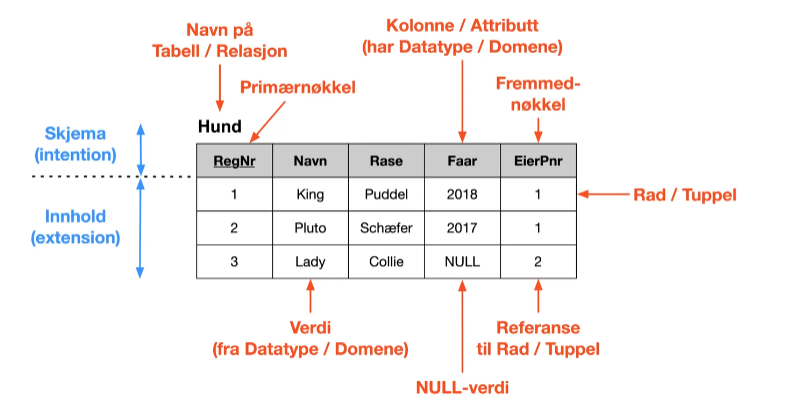 Navn på
Tabell / Relasjon
Kolonne / Attributt
(har Datatype / Domene)
Primærnøkkel
Fremmed-
nøkkel
Skjema
(intention)
Hund
RegNr Navn Rase Faar EierPnr
1 King Puddel 2018 1
Rad / Tuppel
Innhold
(extension)
2 Pluto Schæfer 2017 1
3 Lady Collie NULL 2
Verdi
(fra Datatype / Domene)
Referanse
til Rad / Tuppel
NULL-verdi